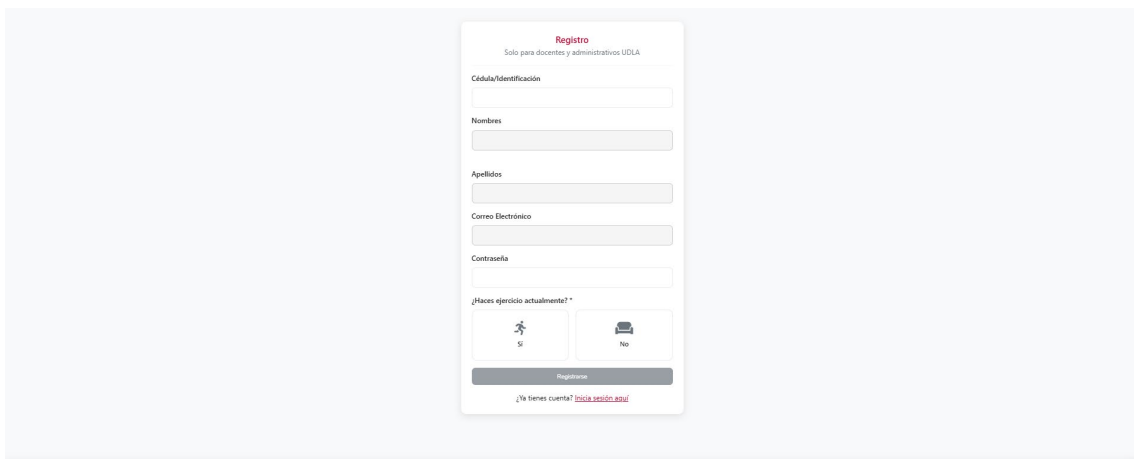 Registro
Solo para docentes y administrativos UDLA
Cédula/Identificación
Nombres
Apellidos
Correo Electrónico
Contraseña
¿Haces ejercicio actualmente? *
Sí
No
Registrarse
¿Ya tienes cuenta? Inicia sesión aquí